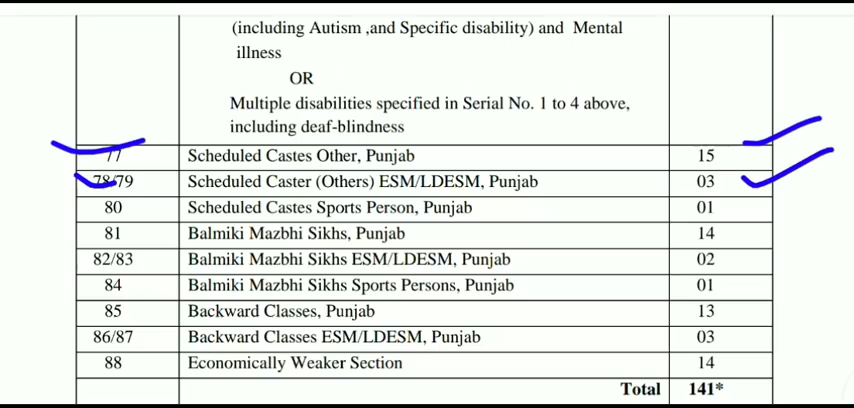 (including Autism ,and Specific disability) and Mental
illness
OR
Multiple disabilities specified in Serial No. 1 to 4 above,
including deaf-blindness
77 Scheduled Castes Other, Punjab 15
78/79 Scheduled Caster (Others) ESM/LDESM, Punjab 03
80 Scheduled Castes Sports Person, Punjab 01
81 Balmiki Mazbhi Sikhs, Punjab 14
82/83 Balmiki Mazbhi Sikhs ESM/LDESM, Punjab 02
84 Balmiki Mazbhi Sikhs Sports Persons, Punjab 01
85 Backward Classes, Punjab 13
86/87 Backward Classes ESM/LDESM, Punjab 03
88 Economically Weaker Section 14
Total 141*